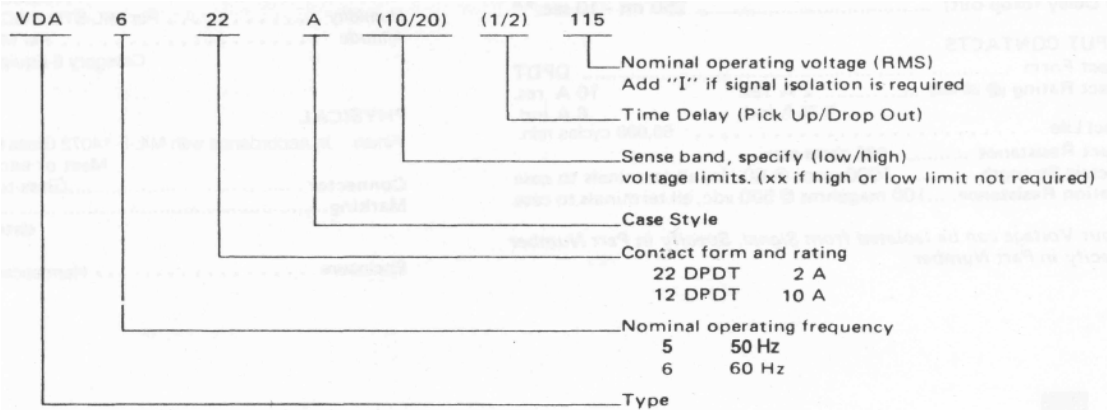 VDA 6 22 A (10/20) (1/2) 115
Nominal operating voltage (RMS)
Add "I" if signal isolation is required
Time Delay (Pick Up/Drop Out)
Sense band, specify (low/high)
voltage limits. (xx if high or low limit not required)
Case Style
Contact form and rating
22 DPDT 2 A
12 DPDT 10 A
Nominal operating frequency
5 50 Hz
6 60 Hz
Type